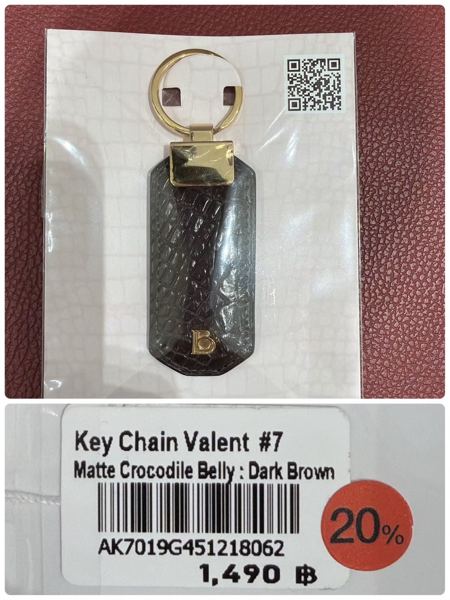 B
Key Chain Valent #7
Matte Crocodile Belly : Dark Brown
AK7019G451218062
1,490 ฿
20%